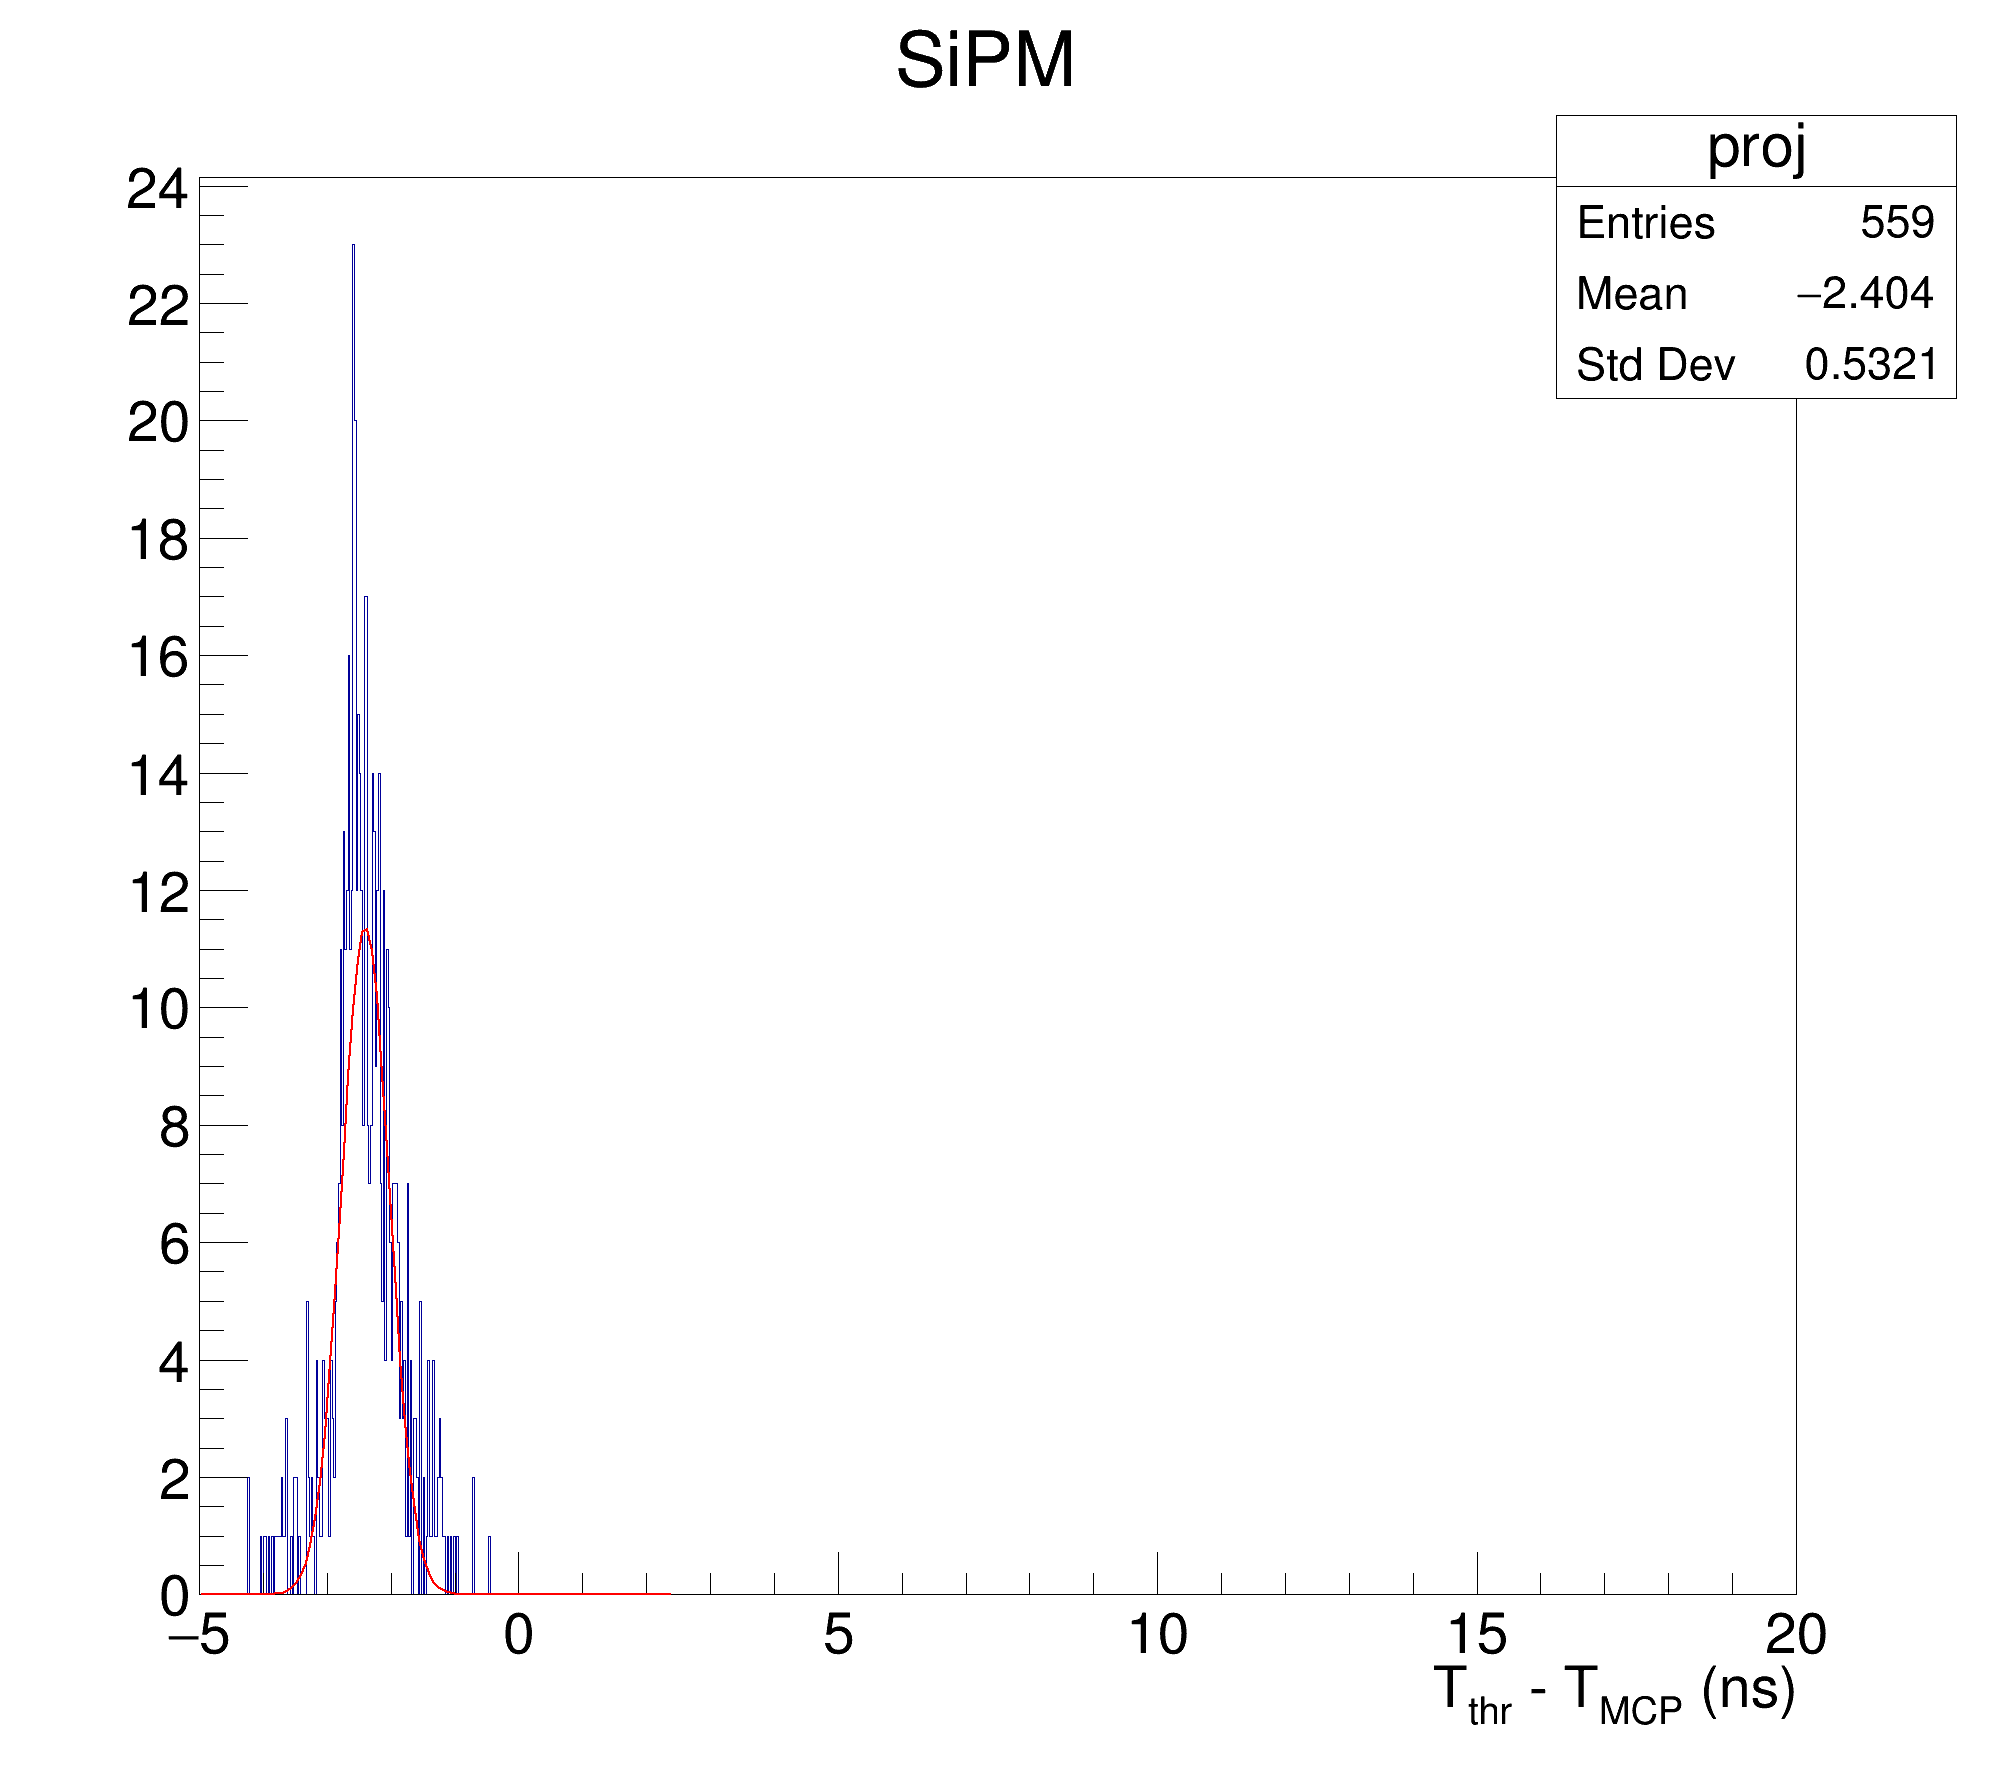 SiPM
proj
Entries 559
Mean −2.404
Std Dev 0.5321
24
22
20
18
16
14
12
10
8
6
4
2
0
−5 0 5 10 15 20
T_thr - T_MCP (ns)